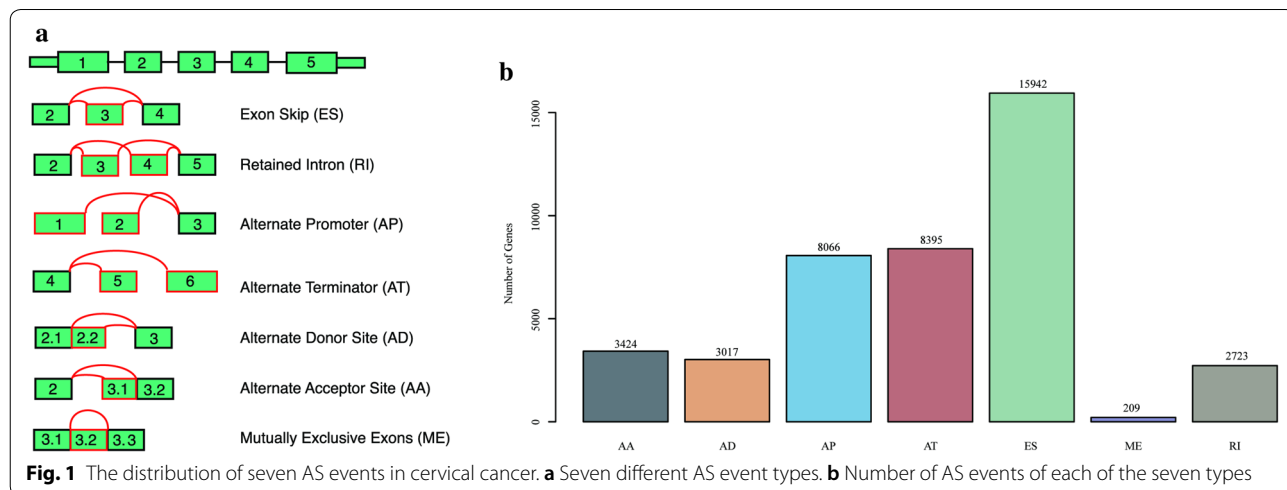 a
1 2 3 4 5
2 3 4 Exon Skip (ES)
2 3 4 5 Retained Intron (RI)
1 2 3 Alternate Promoter (AP)
4 5 6 Alternate Terminator (AT)
2.1 2.2 3 Alternate Donor Site (AD)
2 3.1 3.2 Alternate Acceptor Site (AA)
3.1 3.2 3.3 Mutually Exclusive Exons (ME)
b
Number of Genes
15000
10000
5000
0
3424 3017 8066 8395 15942 209 2723
AA AD AP AT ES ME RI
Fig. 1 The distribution of seven AS events in cervical cancer. a Seven different AS event types. b Number of AS events of each of the seven types